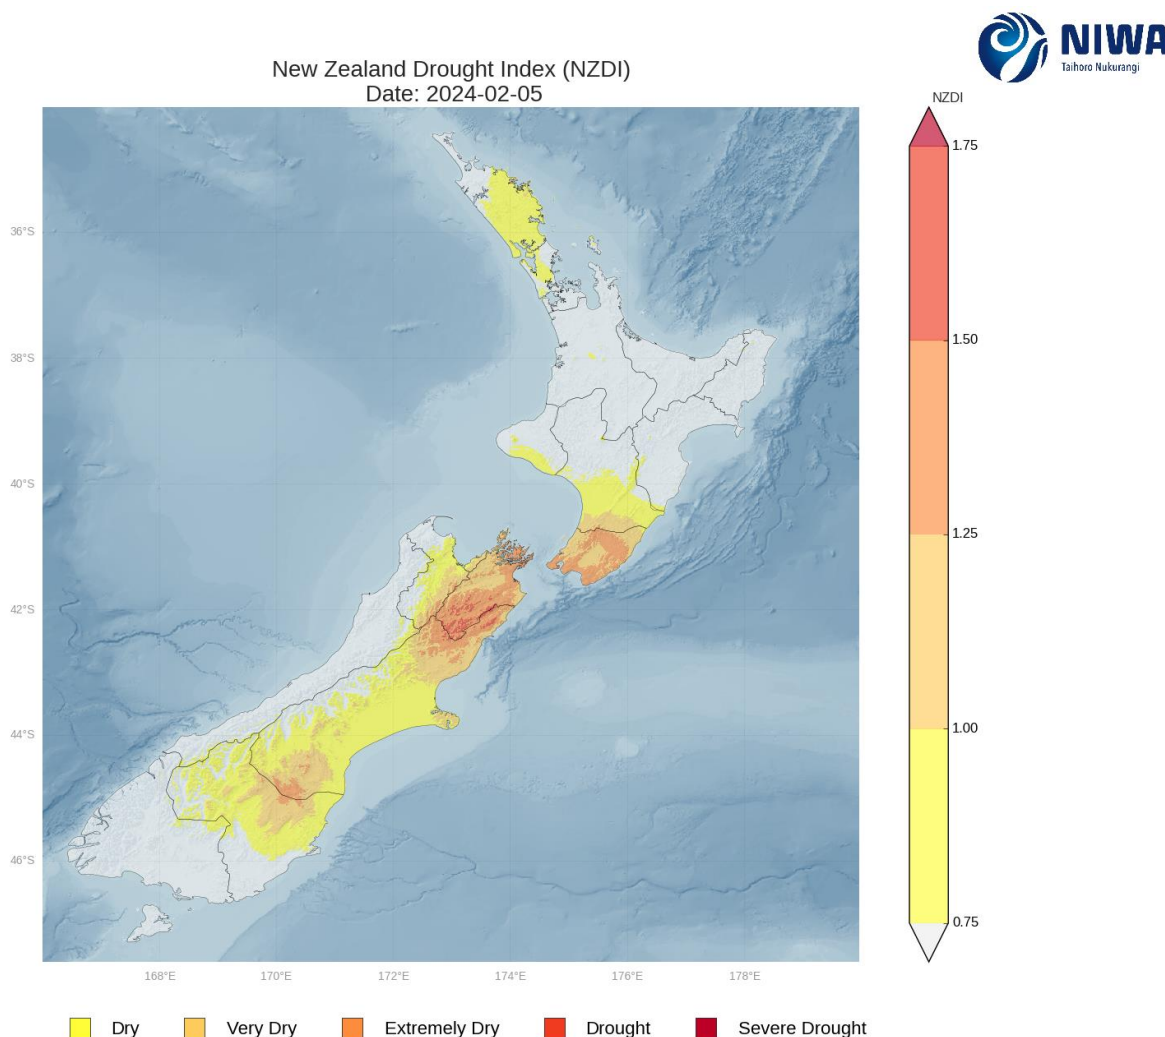 NIWA
Taihoro Nukurangi
New Zealand Drought Index (NZDI)
Date: 2024-02-05
NZDI
1.75
1.50
1.25
1.00
0.75
36°S
38°S
40°S
42°S
44°S
46°S
168°E 170°E 172°E 174°E 176°E 178°E
Dry Very Dry Extremely Dry Drought Severe Drought